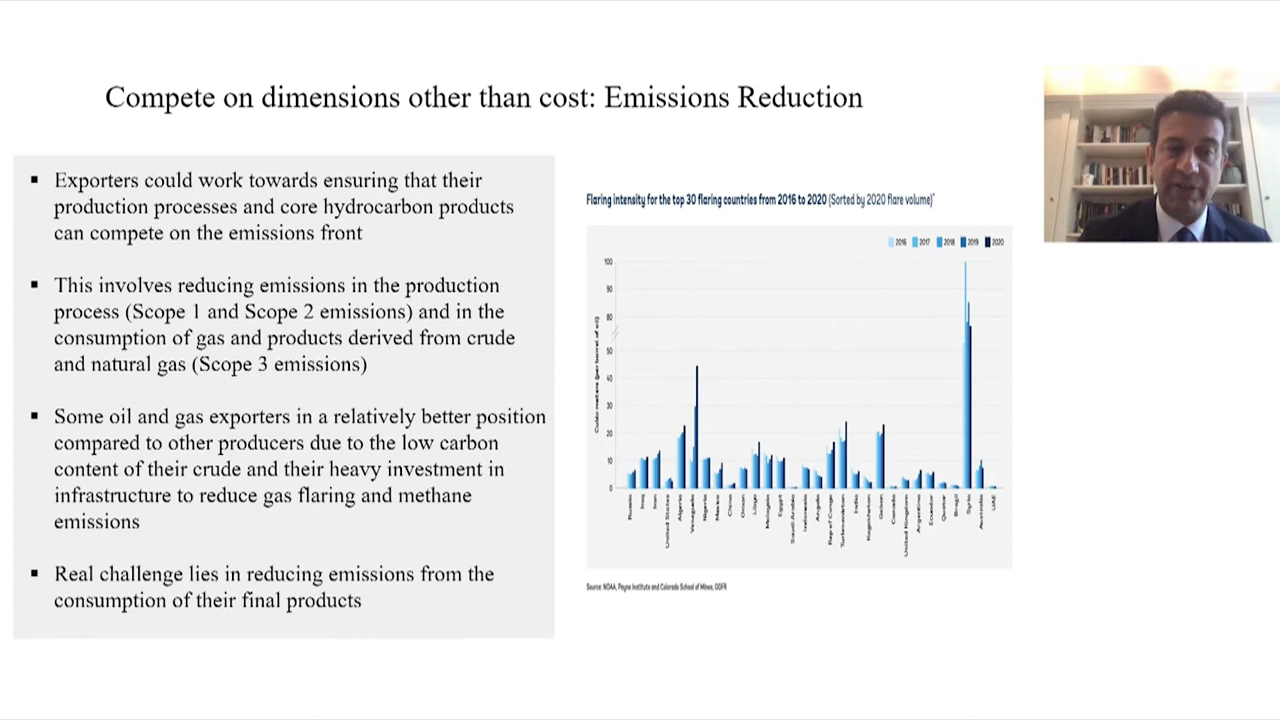 Compete on dimensions other than cost: Emissions Reduction
▪ Exporters could work towards ensuring that their
production processes and core hydrocarbon products
can compete on the emissions front
▪ This involves reducing emissions in the production
process (Scope 1 and Scope 2 emissions) and in the
consumption of gas and products derived from crude
and natural gas (Scope 3 emissions)
▪ Some oil and gas exporters in a relatively better position
compared to other producers due to the low carbon
content of their crude and their heavy investment in
infrastructure to reduce gas flaring and methane
emissions
▪ Real challenge lies in reducing emissions from the
consumption of their final products
Flaring intensity for the top 30 flaring countries from 2016 to 2020 (Sorted by 2020 flare volume)*
2016 2017 2018 2019 2020
Cubic meters (per barrel of oil)
100
90
80
50
40
30
20
10
0
Russia
Iraq
Iran
United States
Algeria
Venezuela
Nigeria
Mexico
China
Oman
Libya
Malaysia
Egypt
Saudi Arabia
Indonesia
Angola
Rep of Congo
Turkmenistan
India
Kazakhstan
Gabon
Canada
United Kingdom
Argentina
Ecuador
Qatar
Brazil
Syria
Australia
UAE
Source: NOAA, Payne Institute and Colorado School of Mines, GGFR